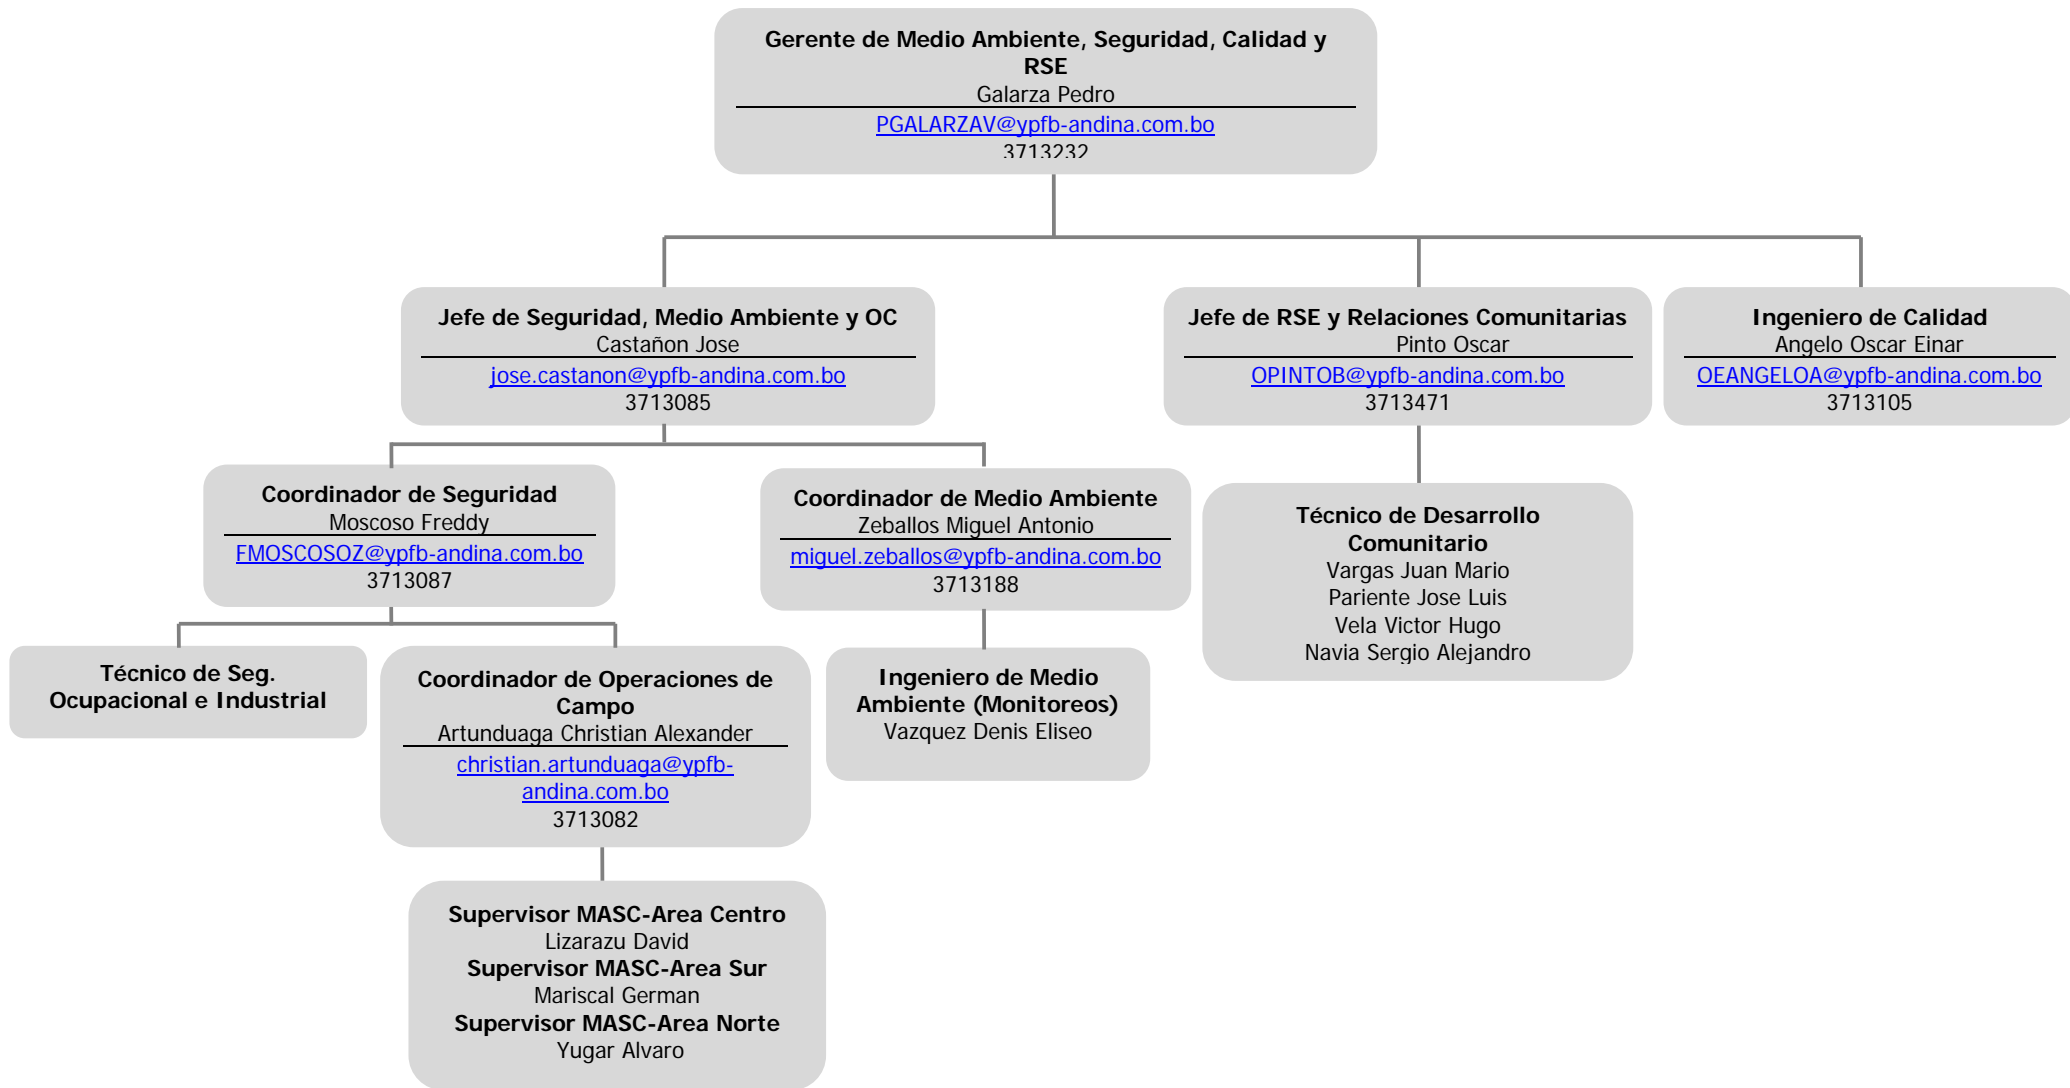 Gerente de Medio Ambiente, Seguridad, Calidad y
RSE
Galarza Pedro
PGALARZAV@ypfb-andina.com.bo
3713232
Jefe de Seguridad, Medio Ambiente y OC
Castañon Jose
jose.castanon@ypfb-andina.com.bo
3713085
Jefe de RSE y Relaciones Comunitarias
Pinto Oscar
OPINTOB@ypfb-andina.com.bo
3713471
Ingeniero de Calidad
Angelo Oscar Einar
OEANGELOA@ypfb-andina.com.bo
3713105
Coordinador de Seguridad
Moscoso Freddy
FMOSCOSOZ@ypfb-andina.com.bo
3713087
Coordinador de Medio Ambiente
Zeballos Miguel Antonio
miguel.zeballos@ypfb-andina.com.bo
3713188
Técnico de Desarrollo
Comunitario
Vargas Juan Mario
Pariente Jose Luis
Vela Victor Hugo
Navia Sergio Alejandro
Técnico de Seg.
Ocupacional e Industrial
Coordinador de Operaciones de
Campo
Artunduaga Christian Alexander
christian.artunduaga@ypfb-
andina.com.bo
3713082
Ingeniero de Medio
Ambiente (Monitoreos)
Vazquez Denis Eliseo
Supervisor MASC-Area Centro
Lizarazu David
Supervisor MASC-Area Sur
Mariscal German
Supervisor MASC-Area Norte
Yugar Alvaro